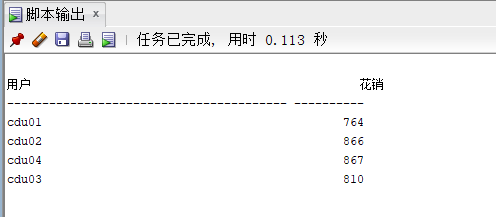 脚本输出 ×
任务已完成, 用时 0.113 秒
用户 花销
---------------------------------------- ----------
cdu01 764
cdu02 866
cdu04 867
cdu03 810